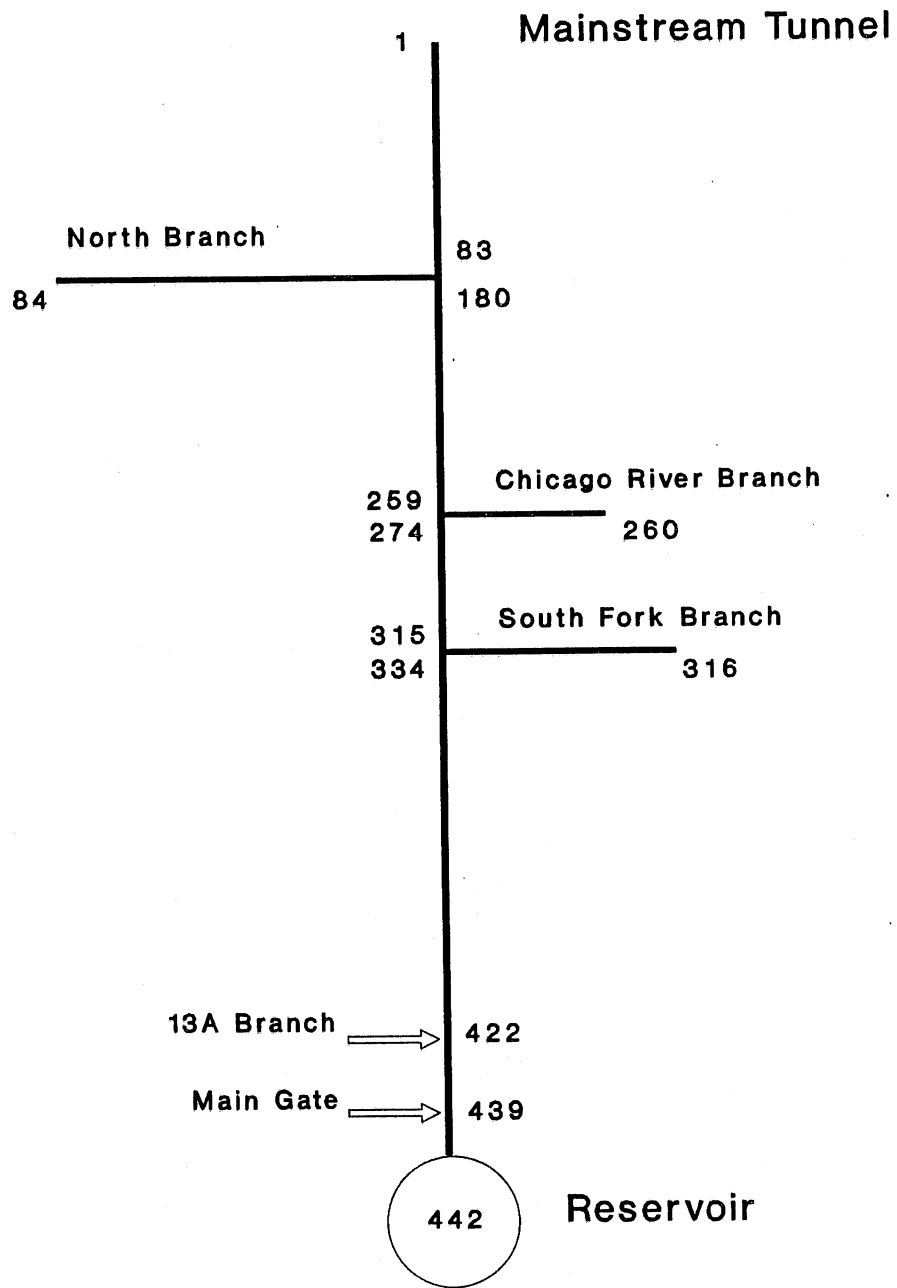 1 Mainstream Tunnel
North Branch
83
84
180
Chicago River Branch
259
274
260
South Fork Branch
315
334
316
13A Branch
422
Main Gate
439
442
Reservoir